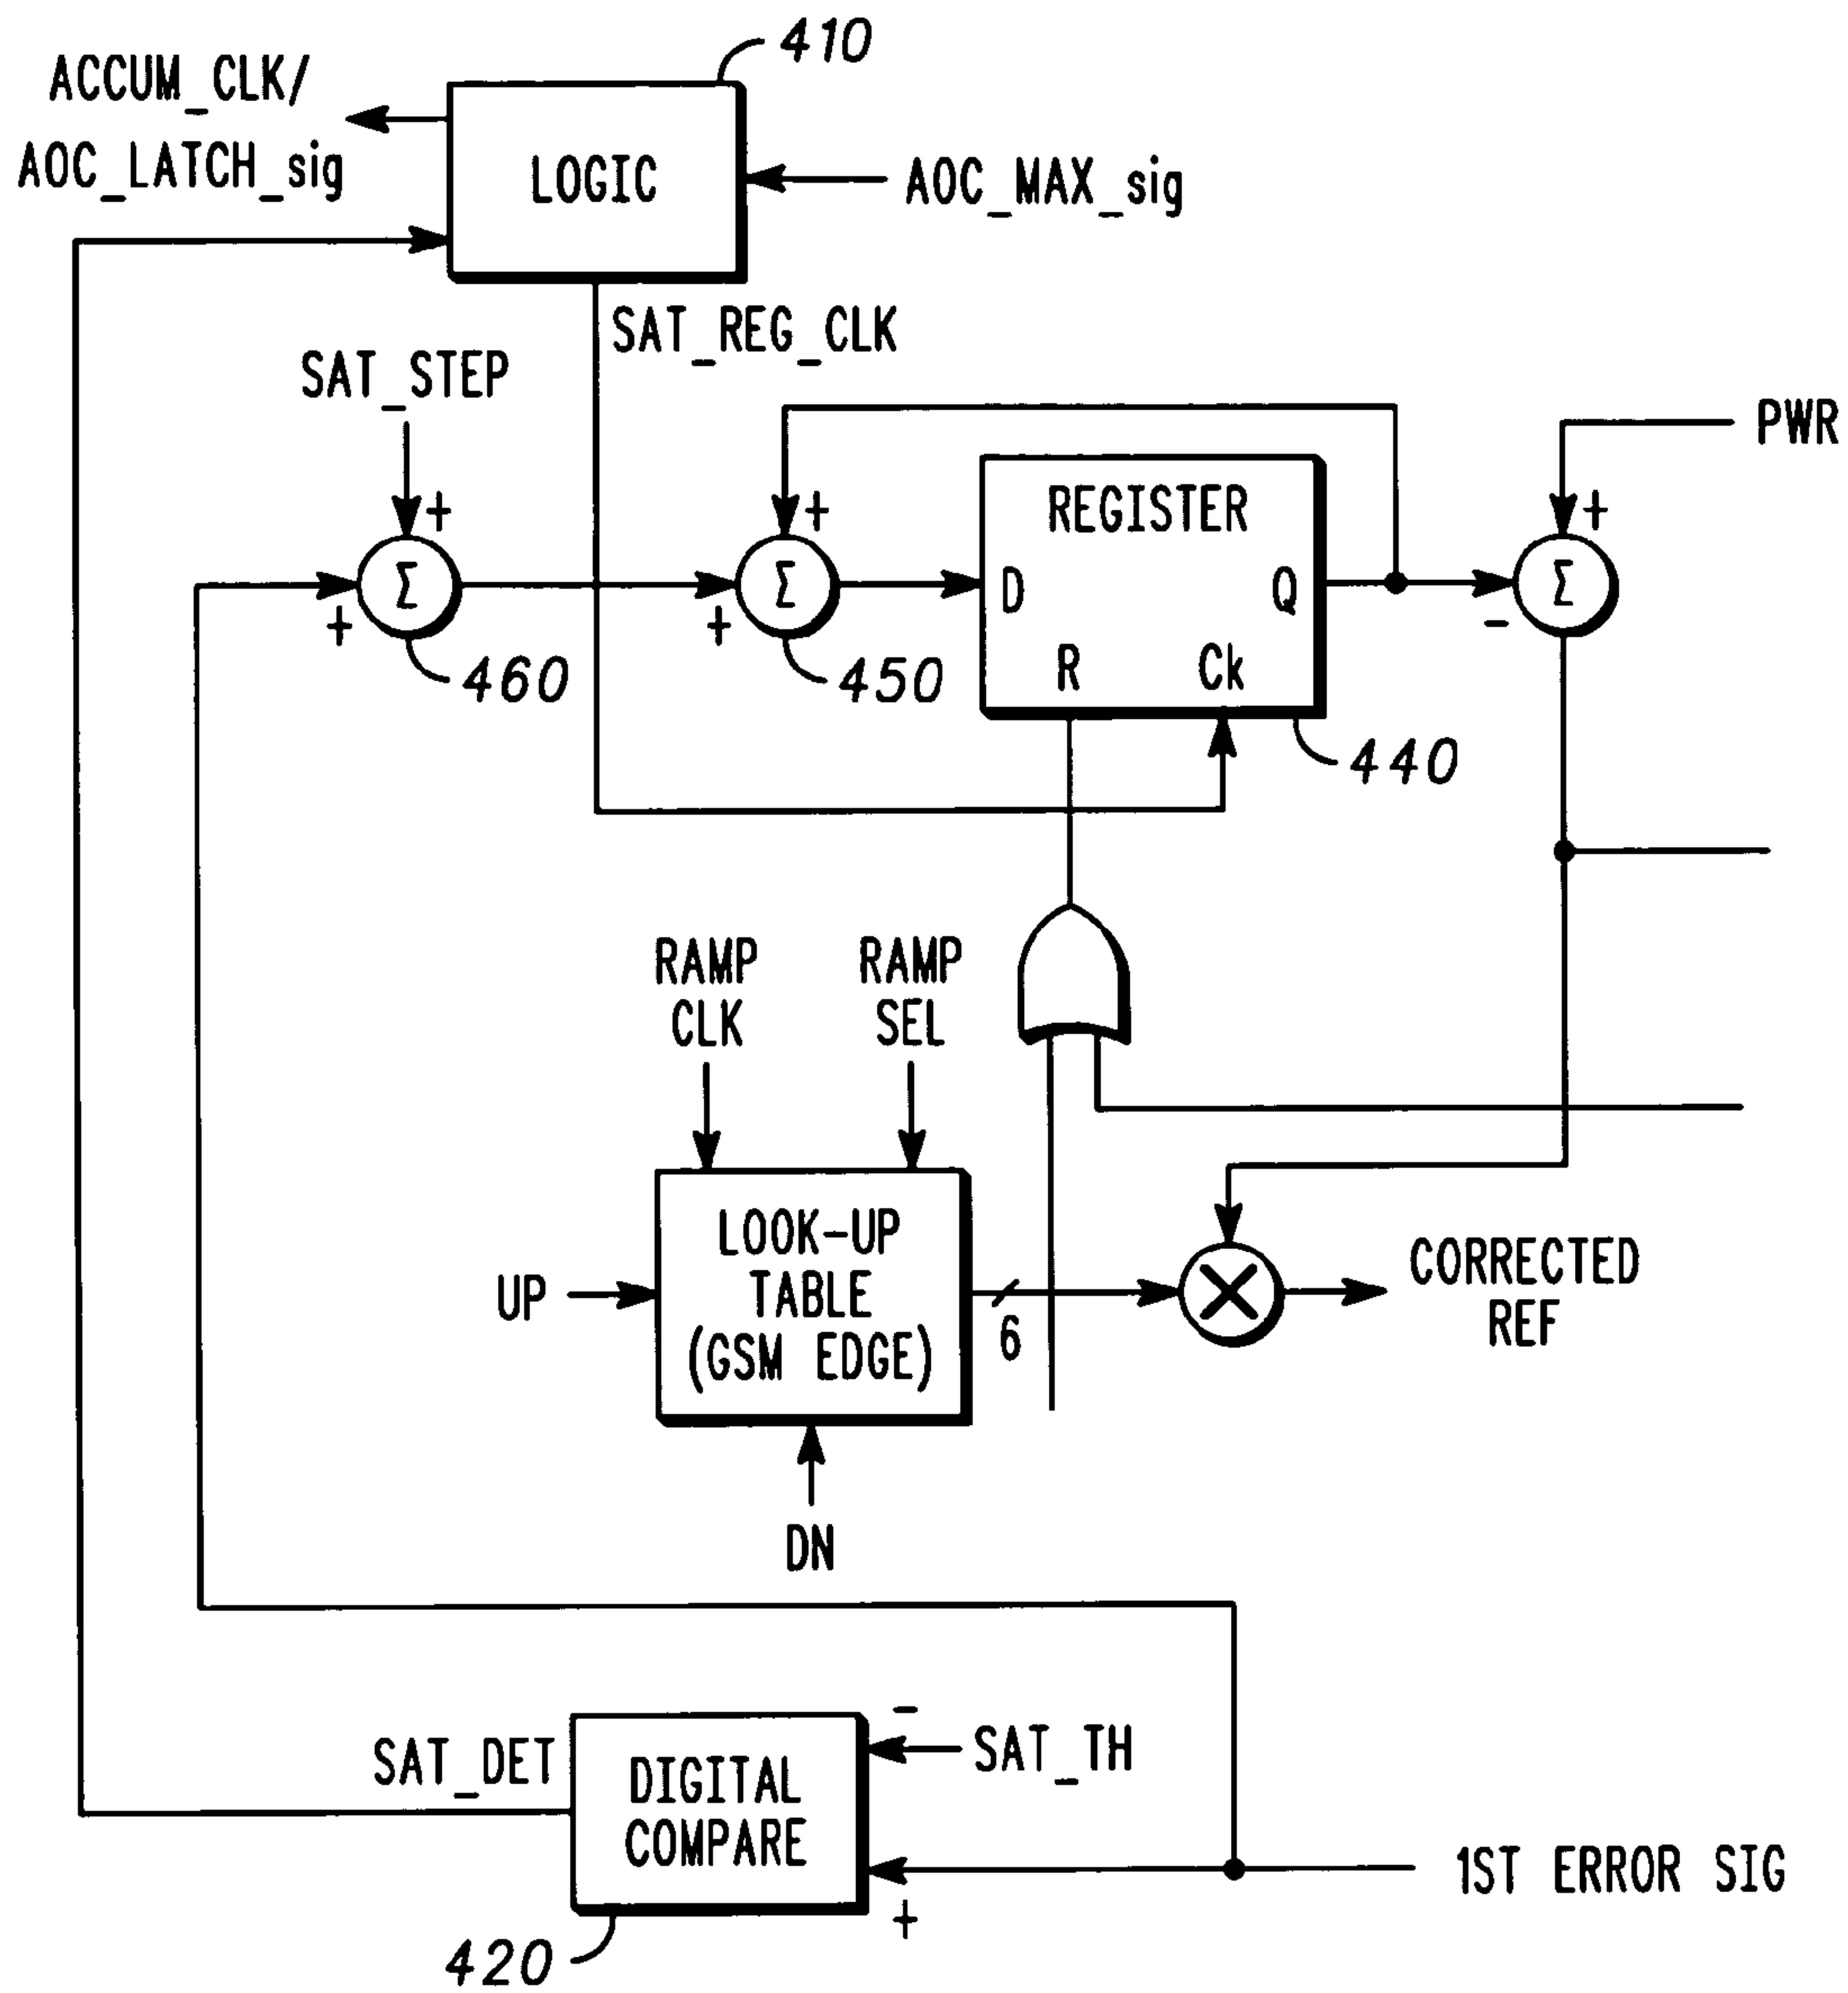 410
ACCUM_CLK/
AOC_LATCH_sig
LOGIC
AOC_MAX_sig
SAT_REG_CLK
SAT_STEP
PWR
+
+
+
REGISTER
Σ
Σ
D
Q
Σ
+
+
-
R
Ck
460
450
440
RAMP
CLK
RAMP
SEL
LOOK-UP
TABLE
(GSM EDGE)
UP
6
CORRECTED
REF
DN
-
SAT_TH
SAT_DET
DIGITAL
COMPARE
1ST ERROR SIG
+
420